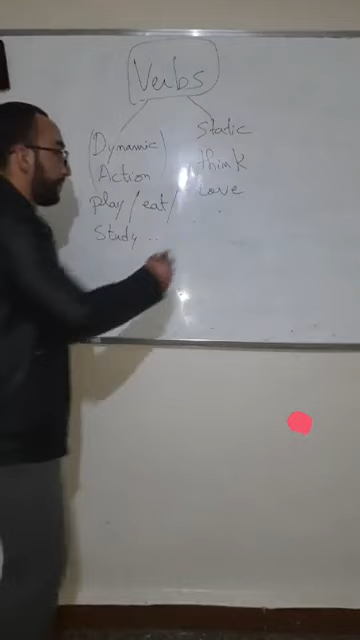 Verbs
Dynamic
Action
play / eat /
Study ..
Static
think
Love